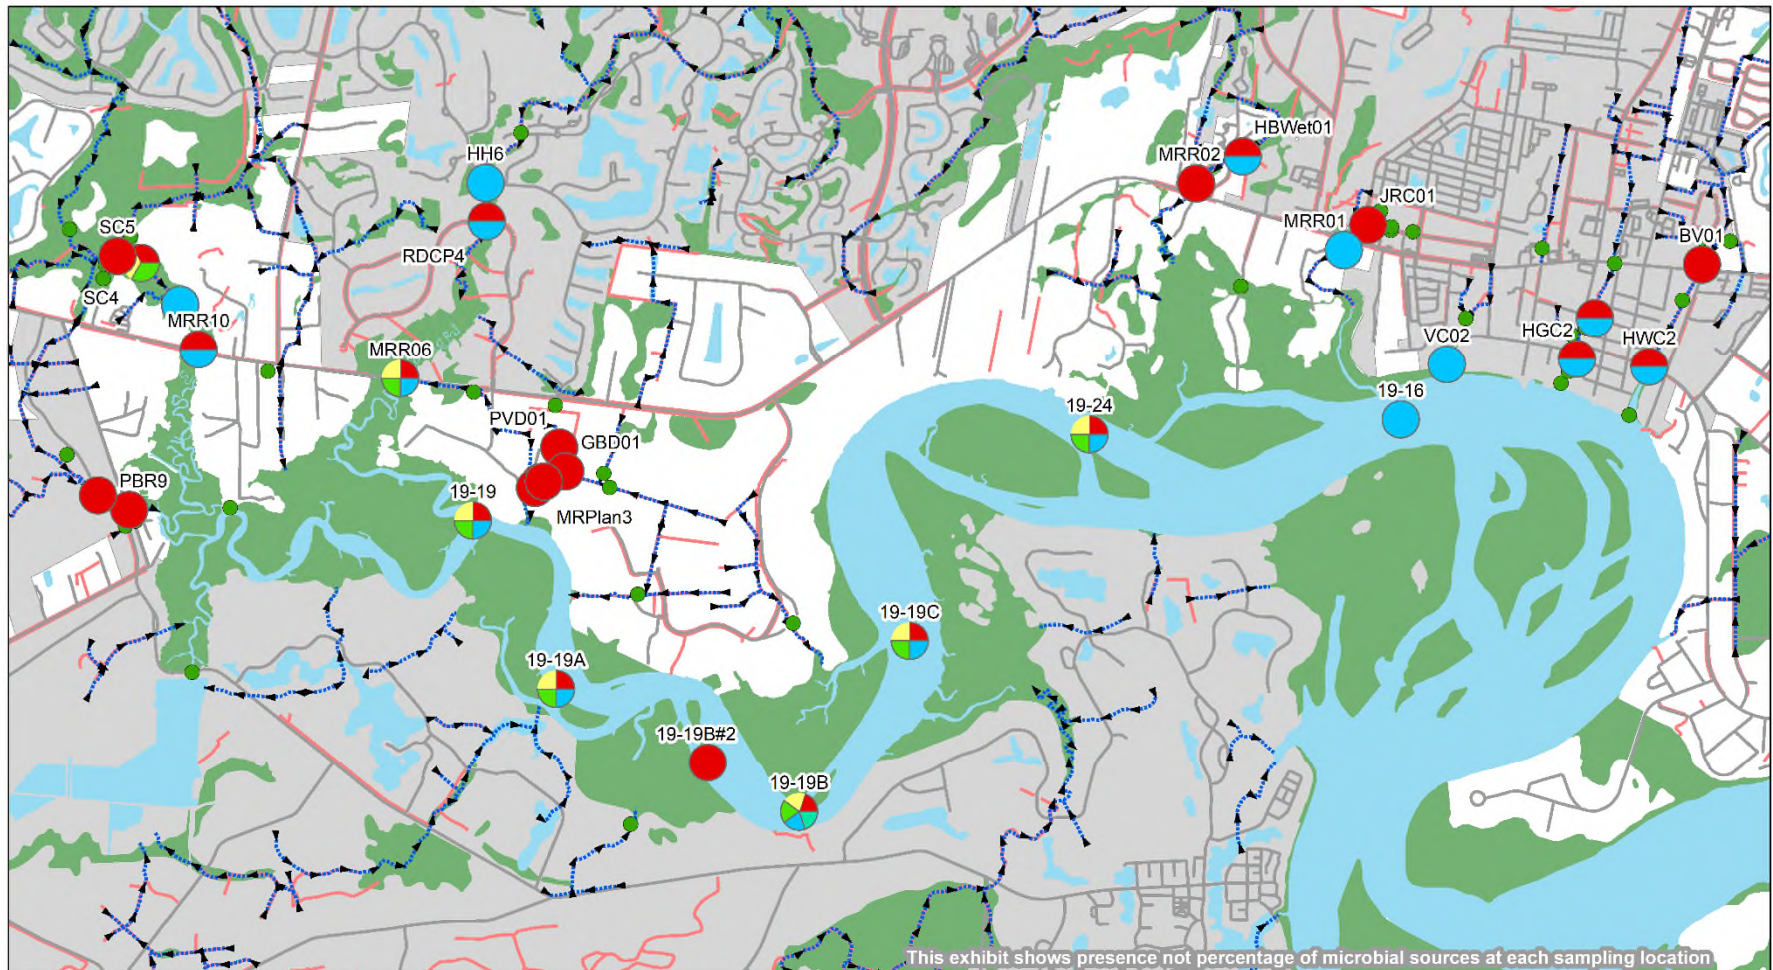 HBWet01
HH6
MRR02
JRC01
SC5
MRR01
BV01
RDCP4
SC4
MRR10
HGC2
VC02
HWC2
MRR06
19-16
19-24
PVD01
GBD01
PBR9
19-19
MRPlan3
19-19C
19-19A
19-19B#2
19-19B
This exhibit shows presence not percentage of microbial sources at each sampling location